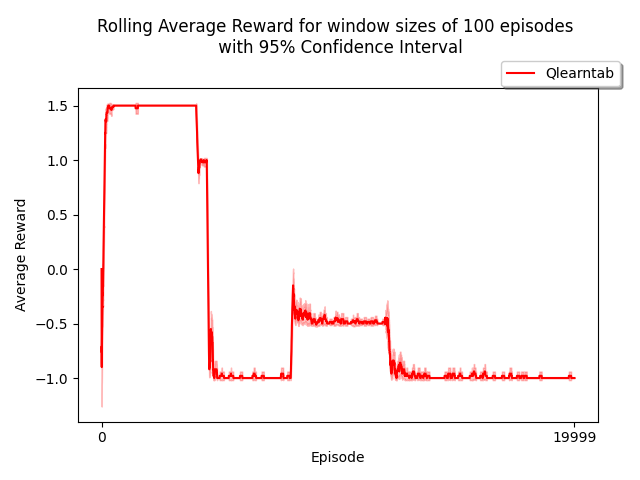 Rolling Average Reward for window sizes of 100 episodes
with 95% Confidence Interval
Qlearntab
1.5
1.0
0.5
0.0
−0.5
−1.0
Average Reward
0
19999
Episode